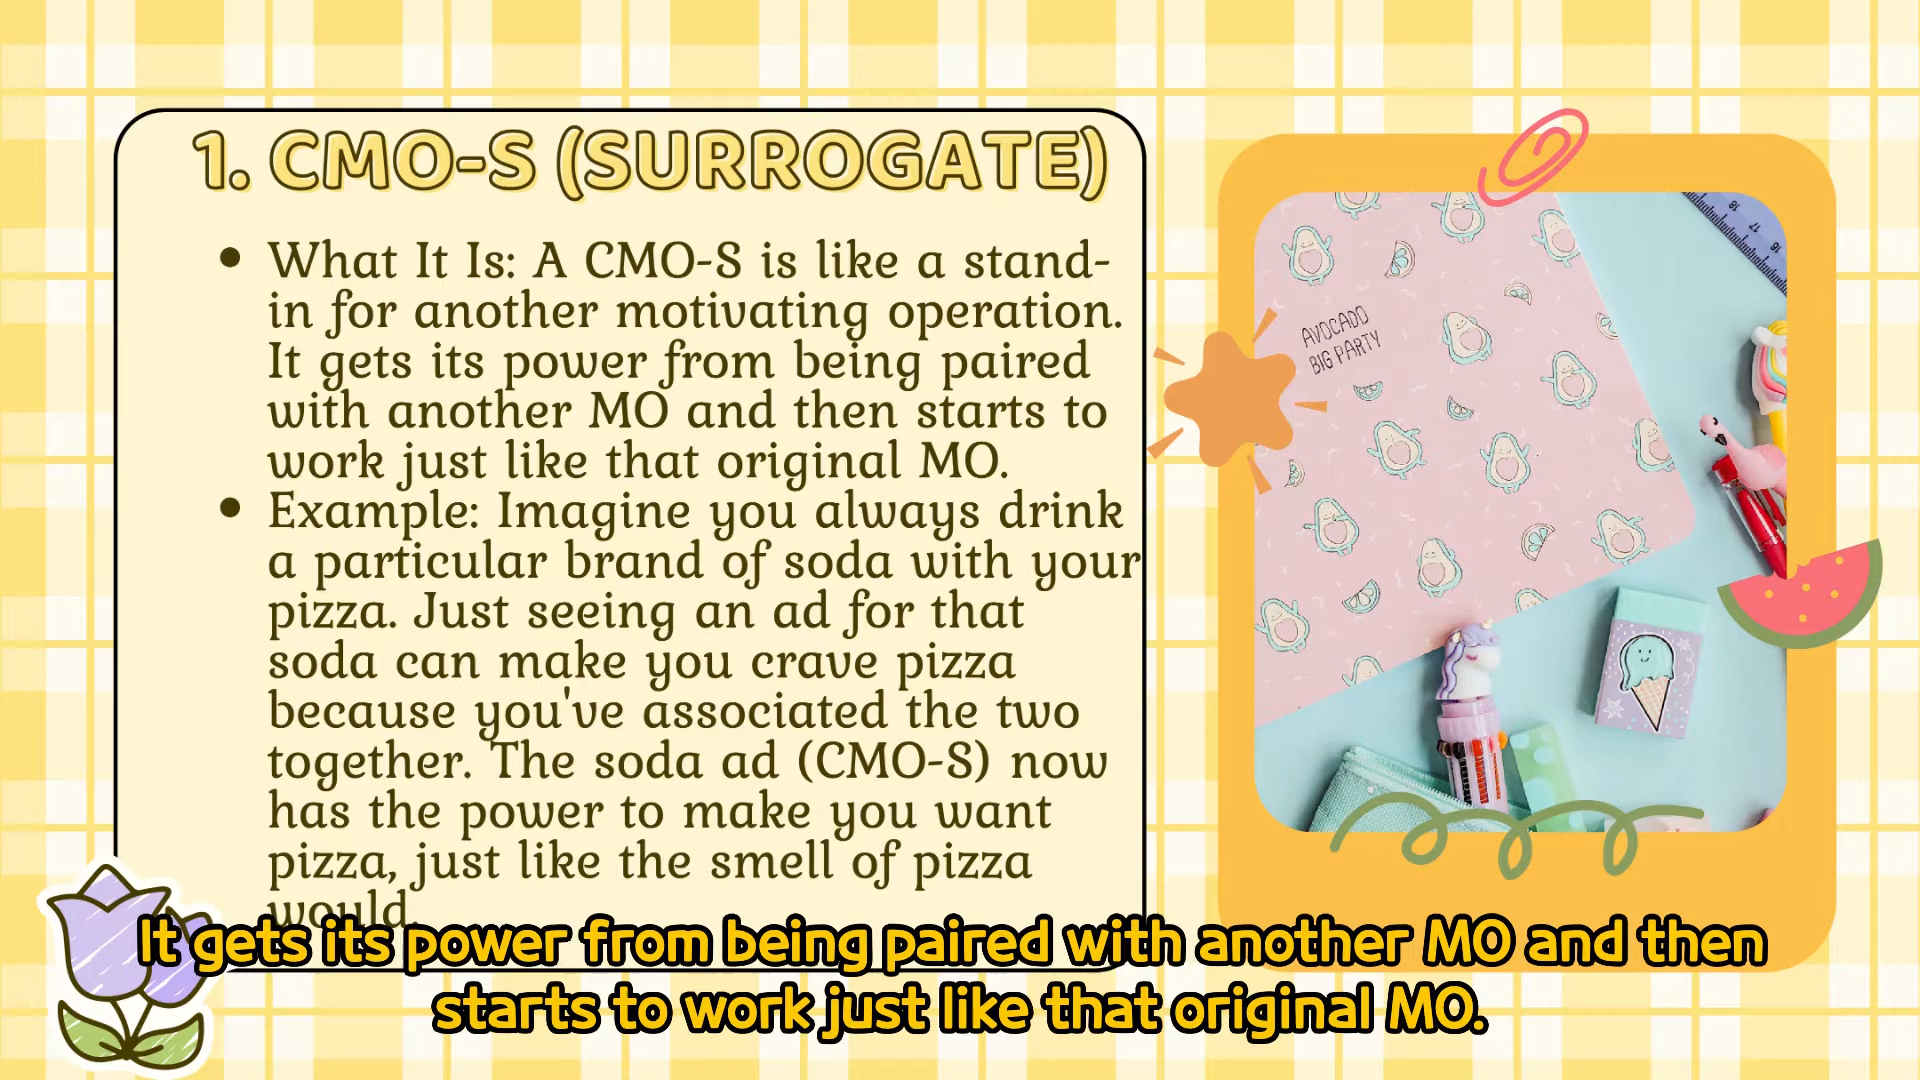 1. CMO-S (SURROGATE)
What It Is: A CMO-S is like a stand-
in for another motivating operation.
It gets its power from being paired
with another MO and then starts to
work just like that original MO.
Example: Imagine you always drink
a particular brand of soda with your
pizza. Just seeing an ad for that
soda can make you crave pizza
because you've associated the two
together. The soda ad (CMO-S) now
has the power to make you want
pizza, just like the smell of pizza
would.
AVOCADO
BIG PARTY
18
17
16
It gets its power from being paired with another MO and then
starts to work just like that original MO.